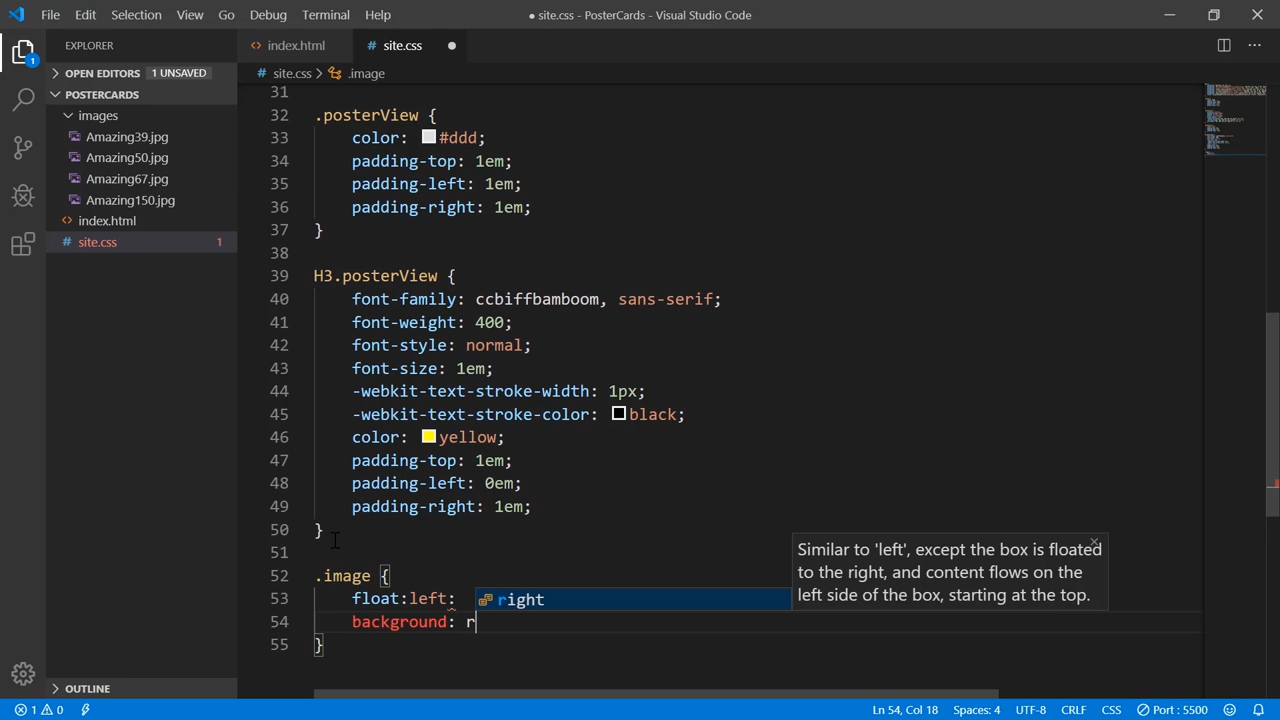 File Edit Selection View Go Debug Terminal Help
● site.css - PosterCards - Visual Studio Code
EXPLORER
index.html
# site.css ●
OPEN EDITORS 1 UNSAVED
# site.css > .image
1
POSTERCARDS
images
Amazing39.jpg
Amazing50.jpg
Amazing67.jpg
Amazing150.jpg
<> index.html
# site.css 1
31
32 .posterView {
33 color: #ddd;
34 padding-top: 1em;
35 padding-left: 1em;
36 padding-right: 1em;
37 }
38
39 H3.posterView {
40 font-family: ccbiffbamboom, sans-serif;
41 font-weight: 400;
42 font-style: normal;
43 font-size: 1em;
44 -webkit-text-stroke-width: 1px;
45 -webkit-text-stroke-color: black;
46 color: yellow;
47 padding-top: 1em;
48 padding-left: 0em;
49 padding-right: 1em;
50 }
51
52 .image {
53 float:left:
54 background: r
55 }
right
Similar to 'left', except the box is floated
to the right, and content flows on the
left side of the box, starting at the top.
OUTLINE
1 0
Ln 54, Col 18 Spaces: 4 UTF-8 CRLF CSS Port : 5500